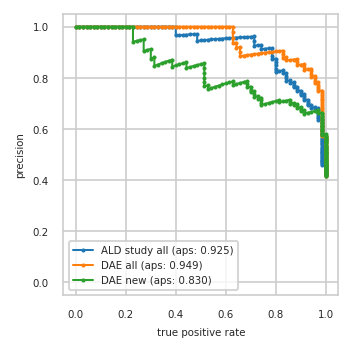 1.0
0.8
0.6
0.4
0.2
0.0
precision
ALD study all (aps: 0.925)
DAE all (aps: 0.949)
DAE new (aps: 0.830)
0.0 0.2 0.4 0.6 0.8 1.0
true positive rate